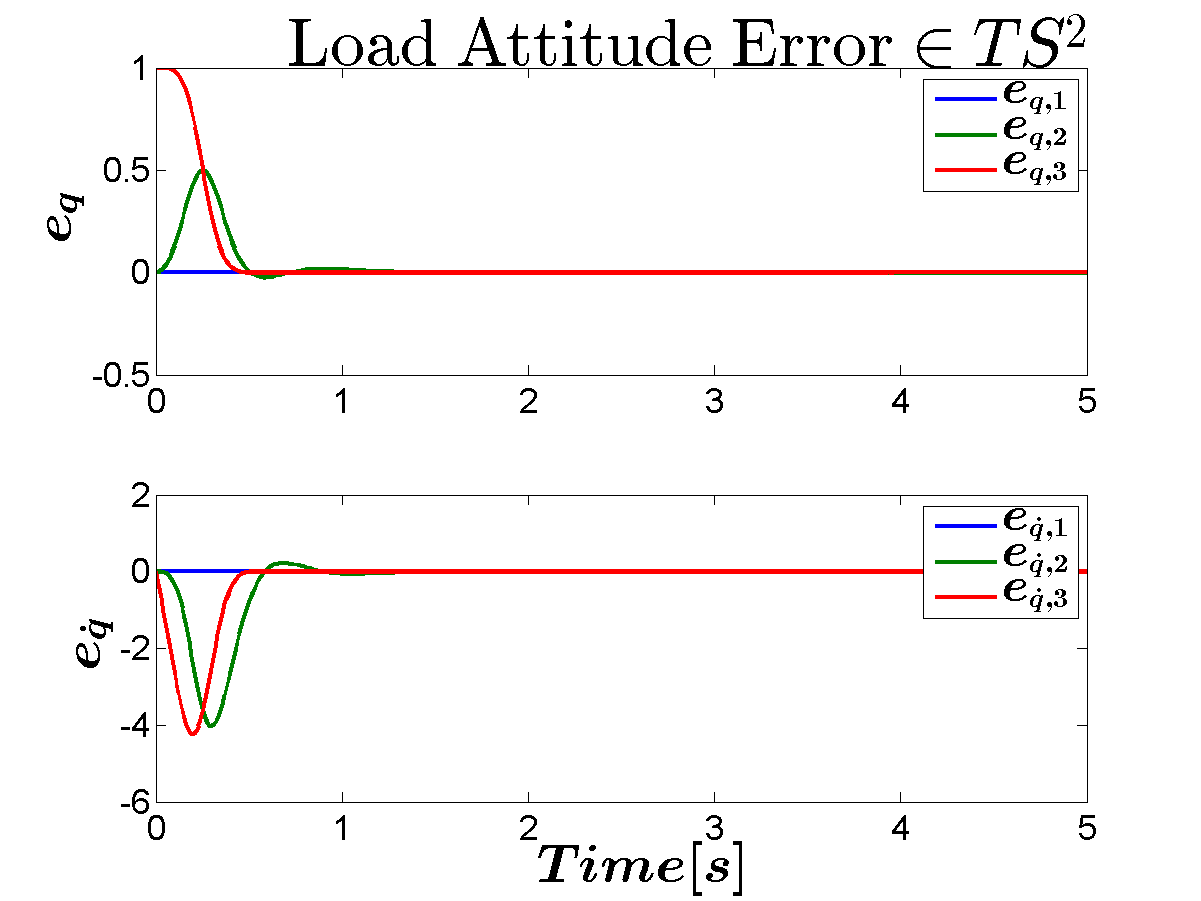 Load Attitude Error ∈ TS²
1
0.5
0
-0.5
e_q
e_{q,1}
e_{q,2}
e_{q,3}
0 1 2 3 4 5
2
0
-2
-4
-6
e_{q̇}
e_{q̇,1}
e_{q̇,2}
e_{q̇,3}
0 1 2 3 4 5
Time[s]